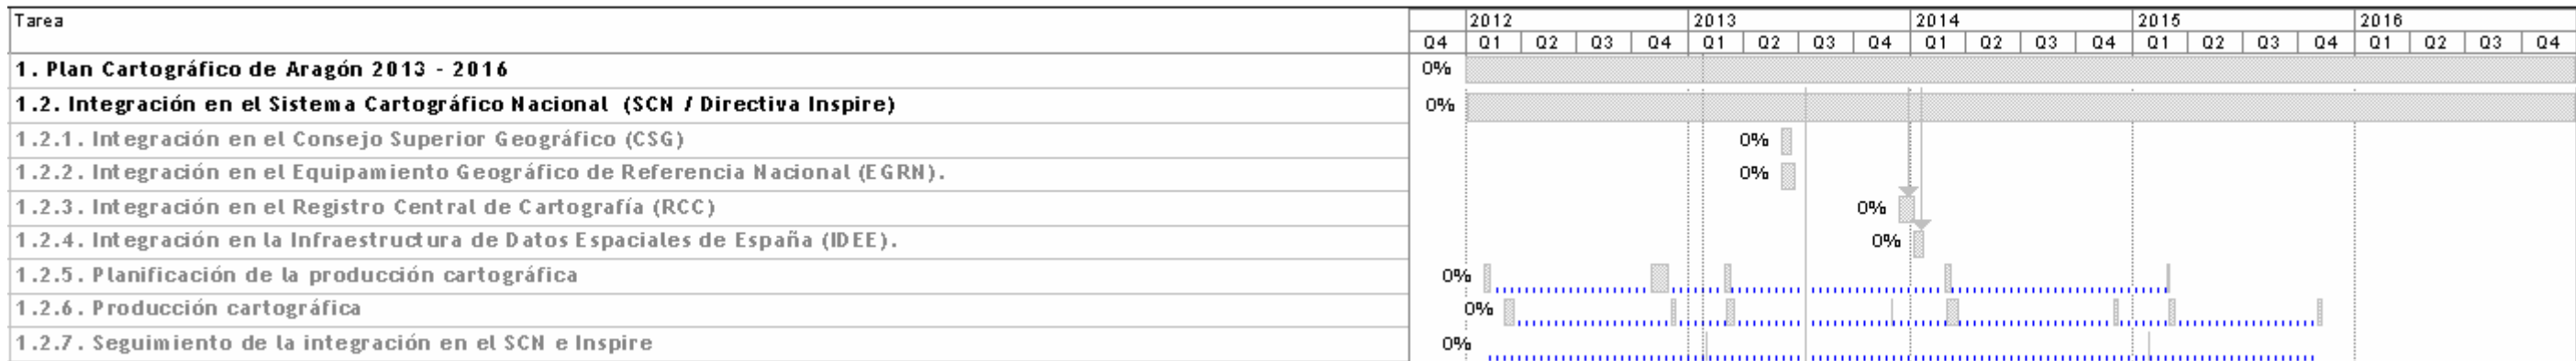 Tarea 2012 2013 2014 2015 2016
Q4 Q1 Q2 Q3 Q4 Q1 Q2 Q3 Q4 Q1 Q2 Q3 Q4 Q1 Q2 Q3 Q4 Q1 Q2 Q3 Q4
1. Plan Cartográfico de Aragón 2013 - 2016 0%
1.2. Integración en el Sistema Cartográfico Nacional (SCN / Directiva Inspire) 0%
1.2.1. Integración en el Consejo Superior Geográfico (CSG) 0%
1.2.2. Integración en el Equipamiento Geográfico de Referencia Nacional (EGRN). 0%
1.2.3. Integración en el Registro Central de Cartografía (RCC) 0%
1.2.4. Integración en la Infraestructura de Datos Espaciales de España (IDEE). 0%
1.2.5. Planificación de la producción cartográfica 0%
1.2.6. Producción cartográfica 0%
1.2.7. Seguimiento de la integración en el SCN e Inspire 0%